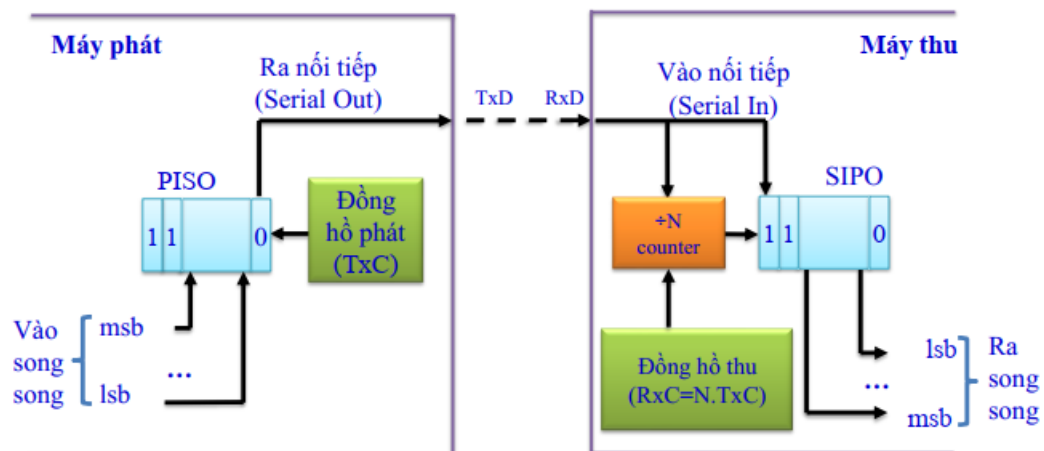 Máy phát
Ra nối tiếp
(Serial Out)
PISO
1 1 0
Đồng
hồ phát
(TxC)
Vào
song
song
msb
...
lsb
TxD
RxD
Máy thu
Vào nối tiếp
(Serial In)
SIPO
÷N
counter
1 1 0
Đồng hồ thu
(RxC=N.TxC)
lsb
...
msb
Ra
song
song